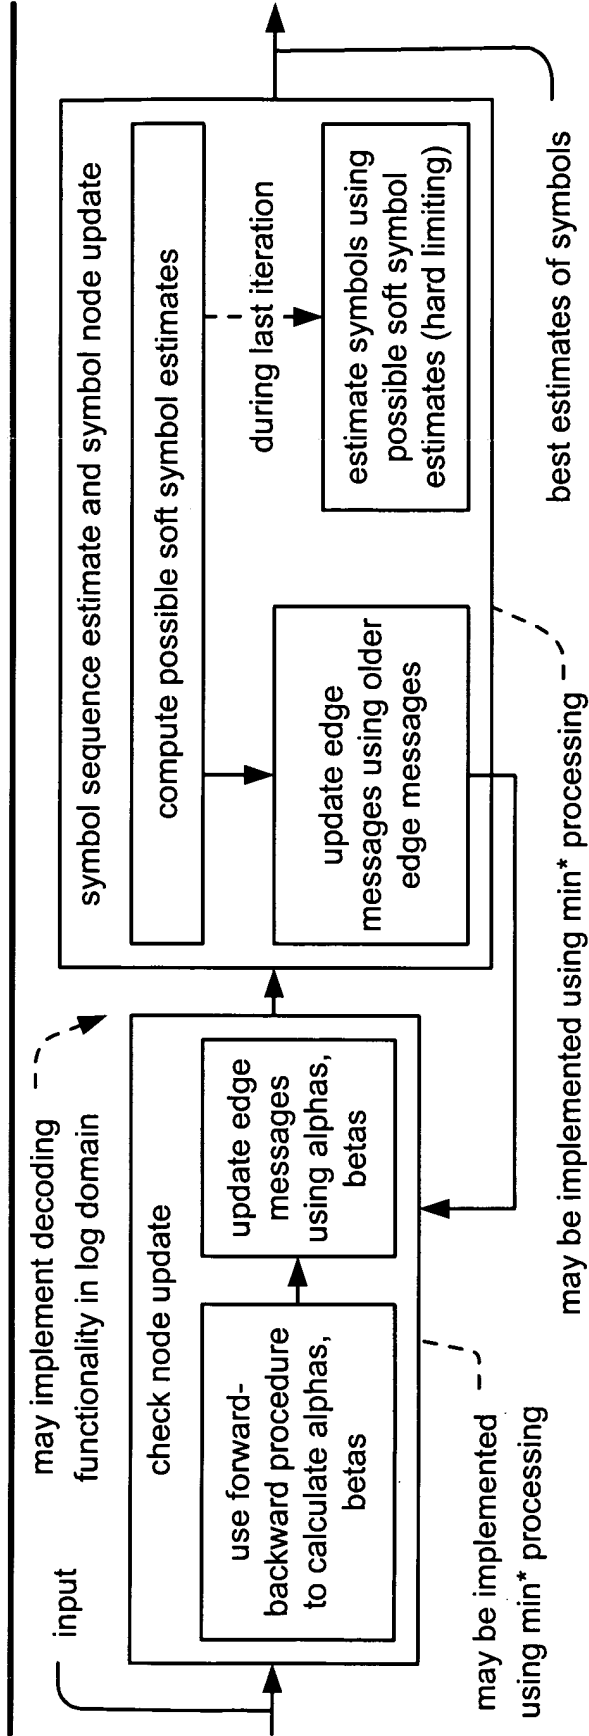 input
may implement decoding
functionality in log domain
check node update
use forward-
backward procedure
to calculate alphas,
betas
update edge
messages
using alphas,
betas
may be implemented
using min* processing
symbol sequence estimate and symbol node update
compute possible soft symbol estimates
during last iteration
update edge
messages using older
edge messages
estimate symbols using
possible soft symbol
estimates (hard limiting)
may be implemented using min* processing
best estimates of symbols